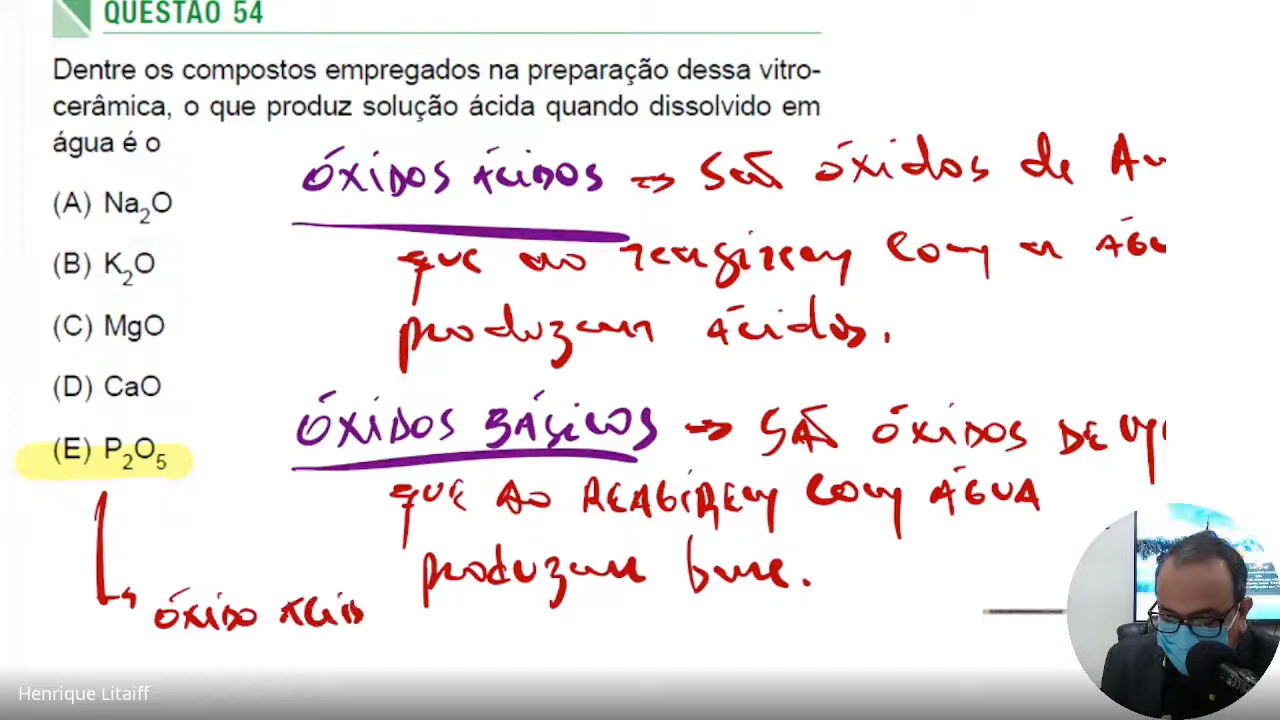 QUESTÃO 54
Dentre os compostos empregados na preparação dessa vitro-
cerâmica, o que produz solução ácida quando dissolvido em
água é o
(A) Na2O
(B) K2O
(C) MgO
(D) CaO
(E) P2O5
ÓXIDOS ÁCIDOS → São óxidos de
que ao reagirem com a
produzem ácidos.
ÓXIDOS BÁSICOS → SÃO ÓXIDOS DE
que AO REAGIREM COM ÁGUA
produzem base.
ÓXIDO ÁCIDO
Henrique Litaiff